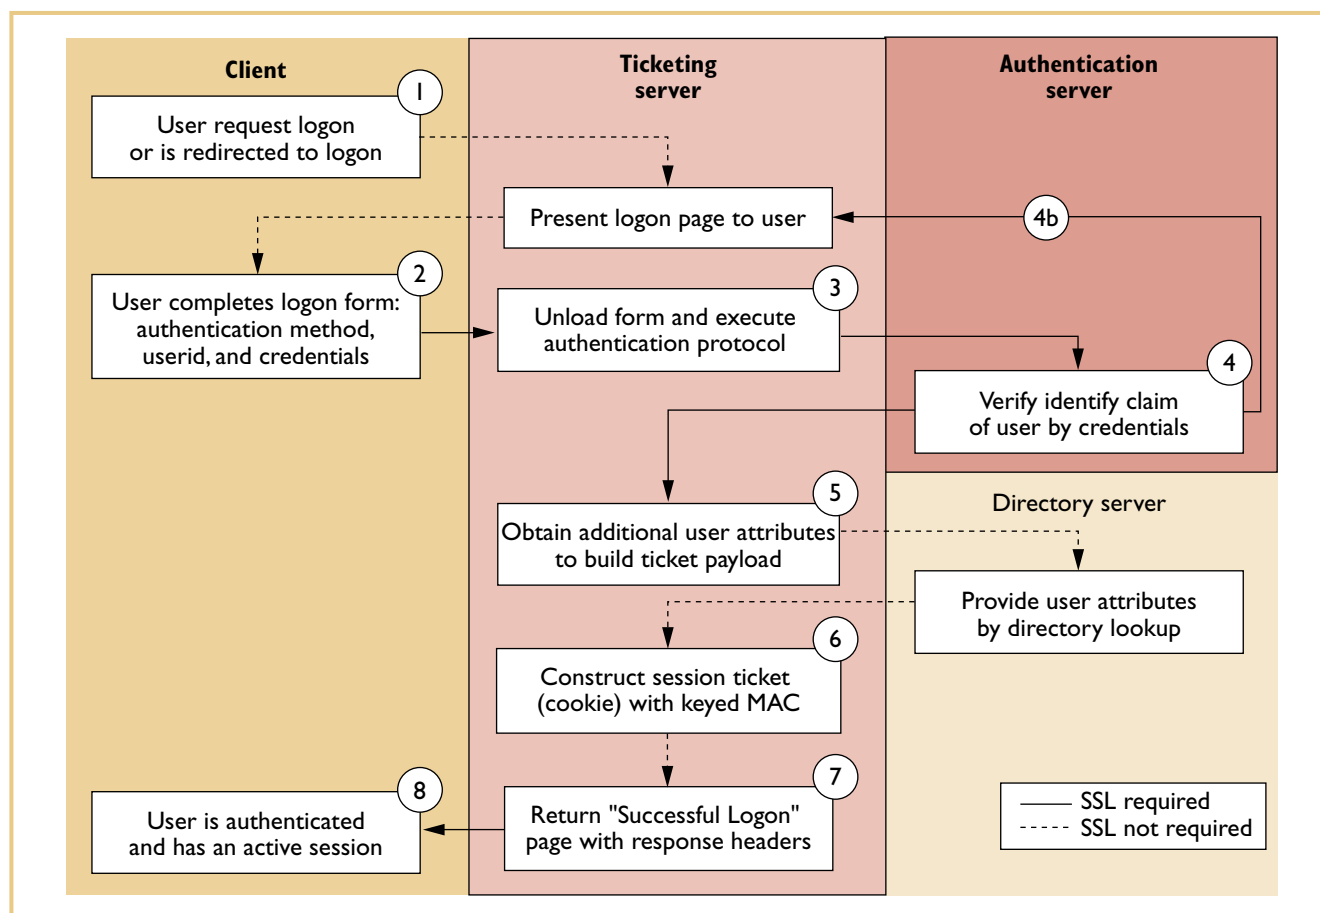 Client
Ticketing
server
Authentication
server
1
User request logon
or is redirected to logon
Present logon page to user
4b
2
User completes logon form:
authentication method,
userid, and credentials
3
Unload form and execute
authentication protocol
4
Verify identify claim
of user by credentials
5
Obtain additional user attributes
to build ticket payload
Directory server
Provide user attributes
by directory lookup
6
Construct session ticket
(cookie) with keyed MAC
7
Return "Successful Logon"
page with response headers
8
User is authenticated
and has an active session
SSL required
SSL not required